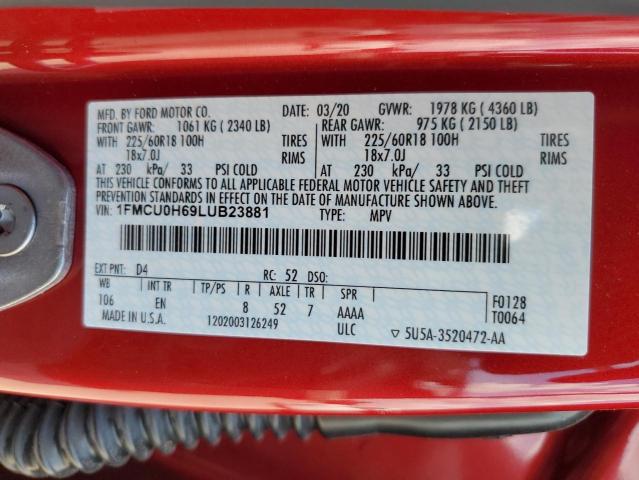 MFD. BY FORD MOTOR CO. DATE: 03/20 GVWR: 1978 KG ( 4360 LB)
FRONT GAWR: 1061 KG ( 2340 LB) REAR GAWR: 975 KG ( 2150 LB)
WITH 225/60R18 100H TIRES WITH 225/60R18 100H TIRES
18x7.0J RIMS 18x7.0J RIMS
AT 230 kPa/ 33 PSI COLD AT 230 kPa/ 33 PSI COLD
THIS VEHICLE CONFORMS TO ALL APPLICABLE FEDERAL MOTOR VEHICLE SAFETY AND THEFT
PREVENTION STANDARDS IN EFFECT ON THE DATE OF MANUFACTURE SHOWN ABOVE.
VIN: 1FMCU0H69LUB23881 TYPE: MPV
EXT PNT: D4 RC: 52 DSO:
WB INT TR TP/PS R AXLE TR SPR F0128
106 EN 8 52 7 AAAA T0064
MADE IN U.S.A. 1202003126249 ULC ▽ 5U5A-3520472-AA